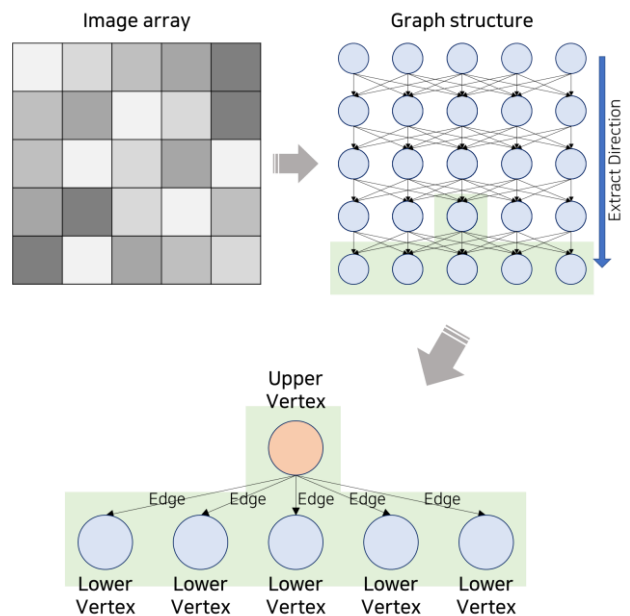 Image array
Graph structure
Extract Direction
Upper
Vertex
Edge
Edge
Edge
Edge
Edge
Lower
Vertex
Lower
Vertex
Lower
Vertex
Lower
Vertex
Lower
Vertex